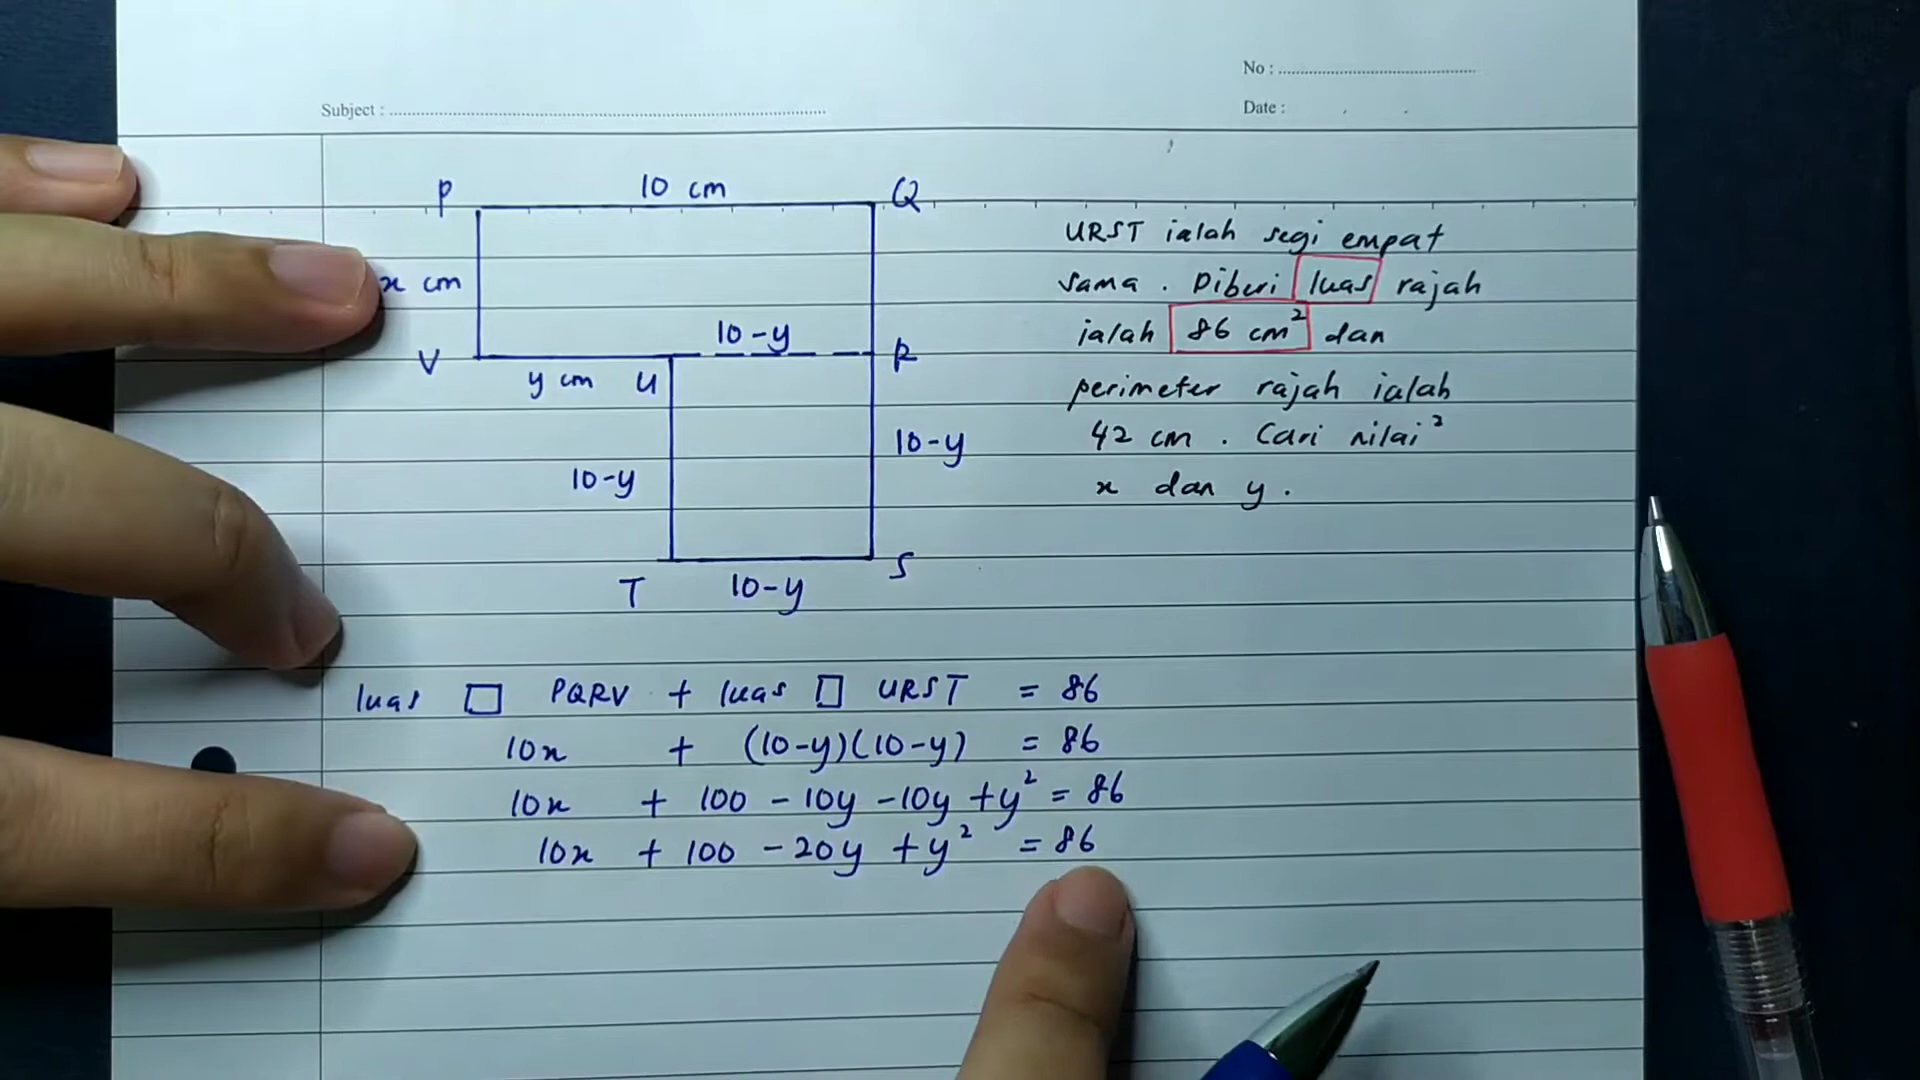 No :
Subject :
Date :
P 10 cm Q
x cm
10-y
V y cm U R
10-y
10-y
T 10-y S
URST ialah segi empat
sama. Diberi luas rajah
ialah 86 cm² dan
perimeter rajah ialah
42 cm. Cari nilai²
x dan y.
luas □ PQRV + luas □ URST = 86
10x + (10-y)(10-y) = 86
10x + 100 - 10y - 10y + y² = 86
10x + 100 - 20y + y² = 86